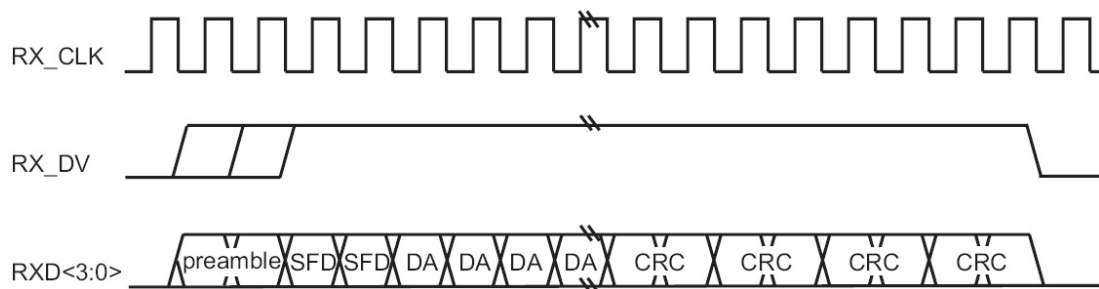 RX_CLK
RX_DV
RXD<3:0> preamble SFD SFD DA DA DA DA CRC CRC CRC CRC